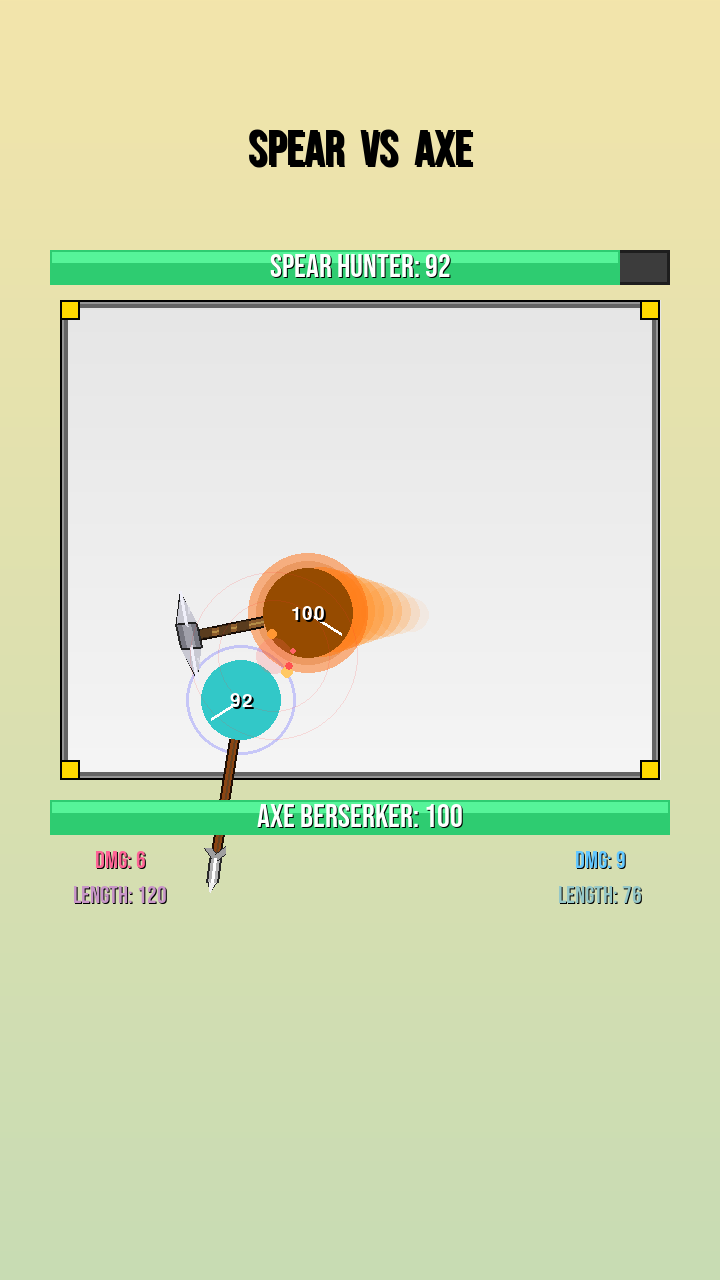 SPEAR VS AXE
SPEAR HUNTER: 92
100
92
AXE BERSERKER: 100
DMG: 6
DMG: 9
LENGTH: 120
LENGTH: 76